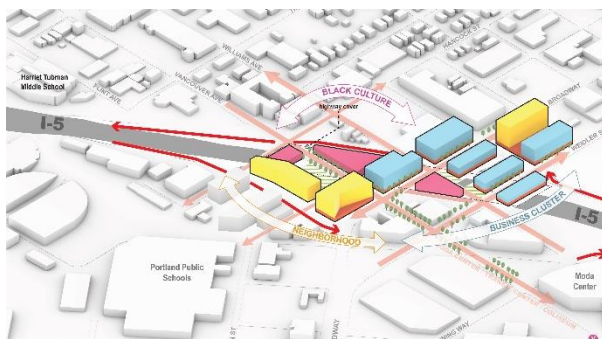 Harriet Tubman
Middle School
FLINT AVE
VANCOUVER AVE
WILLIAMS AVE
HANCOCK ST
BROADWAY
WEIDLER S
BLACK CULTURE
highway cover
I-5
I-5
NEIGHBORHOOD
BUSINESS CLUSTER
Portland Public
Schools
Moda
Center